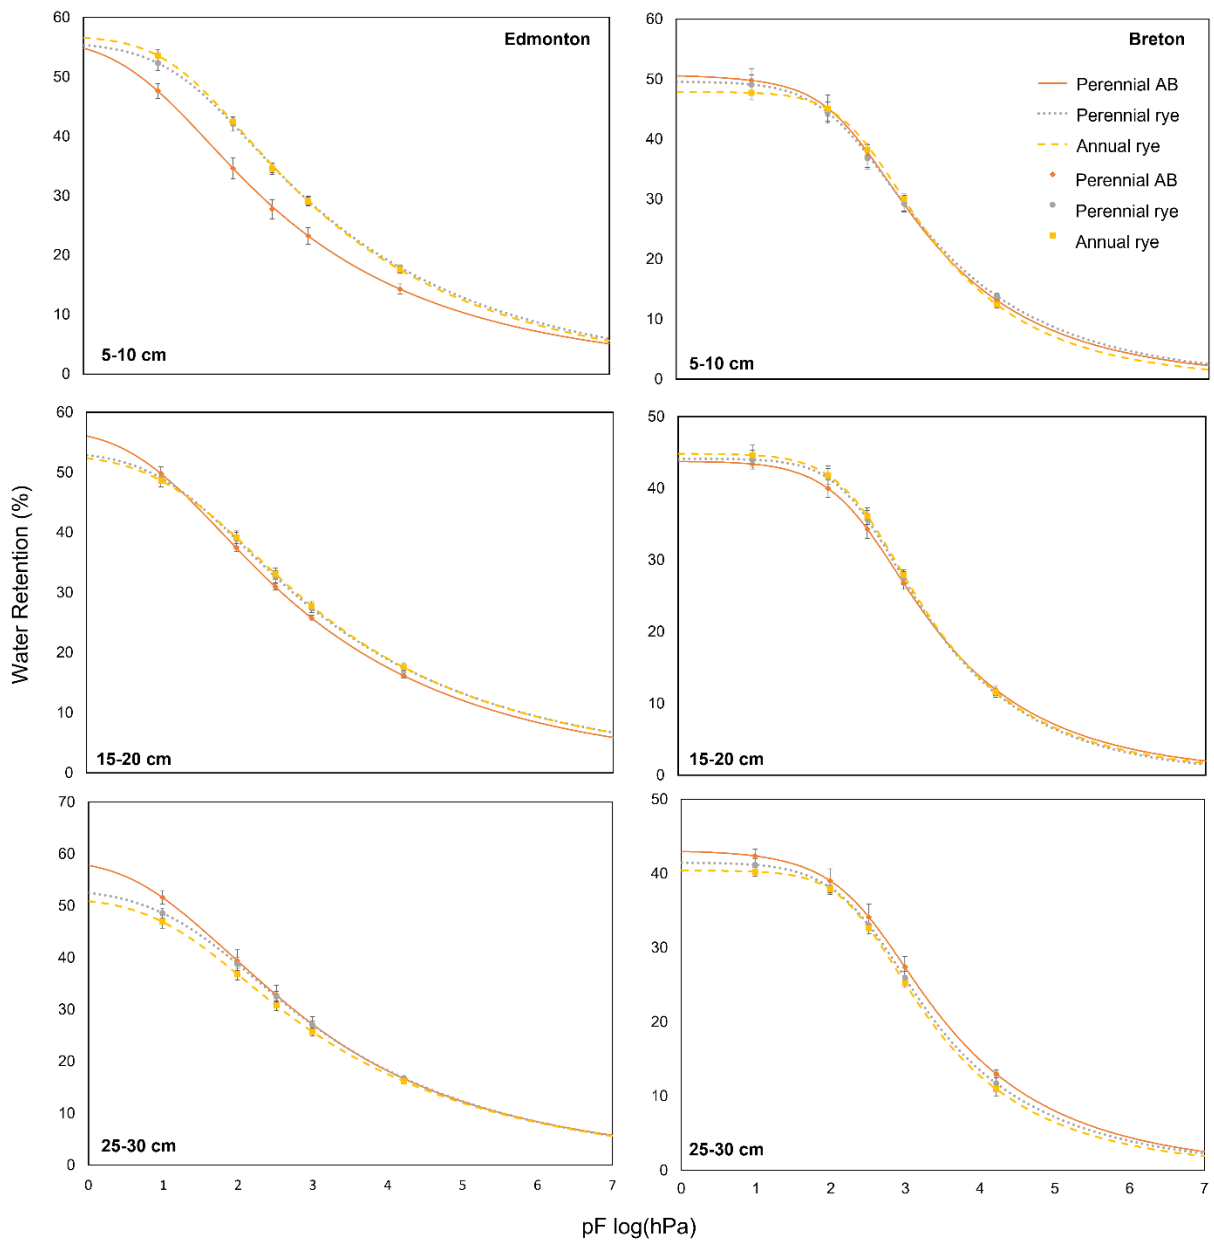 60
50
40
30
20
10
0
Edmonton
5-10 cm
60
50
40
30
20
10
0
Breton
Perennial AB
Perennial rye
Annual rye
Perennial AB
Perennial rye
Annual rye
5-10 cm
Water Retention (%)
60
50
40
30
20
10
0
15-20 cm
50
40
30
20
10
0
15-20 cm
70
60
50
40
30
20
10
0
25-30 cm
0 1 2 3 4 5 6 7
50
40
30
20
10
0
25-30 cm
0 1 2 3 4 5 6 7
pF log(hPa)